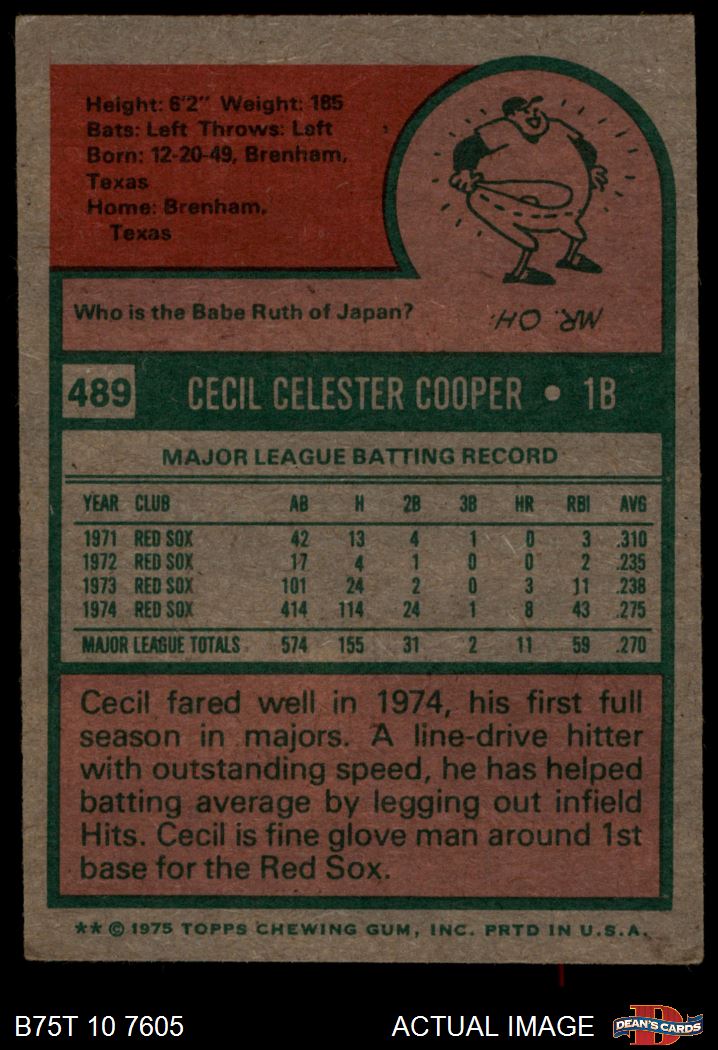 Height: 6'2" Weight: 185
Bats: Left Throws: Left
Born: 12-20-49, Brenham,
Texas
Home: Brenham,
Texas
Who is the Babe Ruth of Japan?
MR. OH.
489 CECIL CELESTER COOPER • 1B
MAJOR LEAGUE BATTING RECORD
YEAR CLUB AB H 2B 3B HR RBI AVG
1971 RED SOX 42 13 4 1 0 3 .310
1972 RED SOX 17 4 1 0 0 2 .235
1973 RED SOX 101 24 2 0 3 11 .238
1974 RED SOX 414 114 24 1 8 43 .275
MAJOR LEAGUE TOTALS 574 155 31 2 11 59 .270
Cecil fared well in 1974, his first full
season in majors. A line-drive hitter
with outstanding speed, he has helped
batting average by legging out infield
Hits. Cecil is fine glove man around 1st
base for the Red Sox.
** © 1975 TOPPS CHEWING GUM, INC. PRTD IN U.S.A.
B75T 10 7605 ACTUAL IMAGE D DEAN'S CARDS